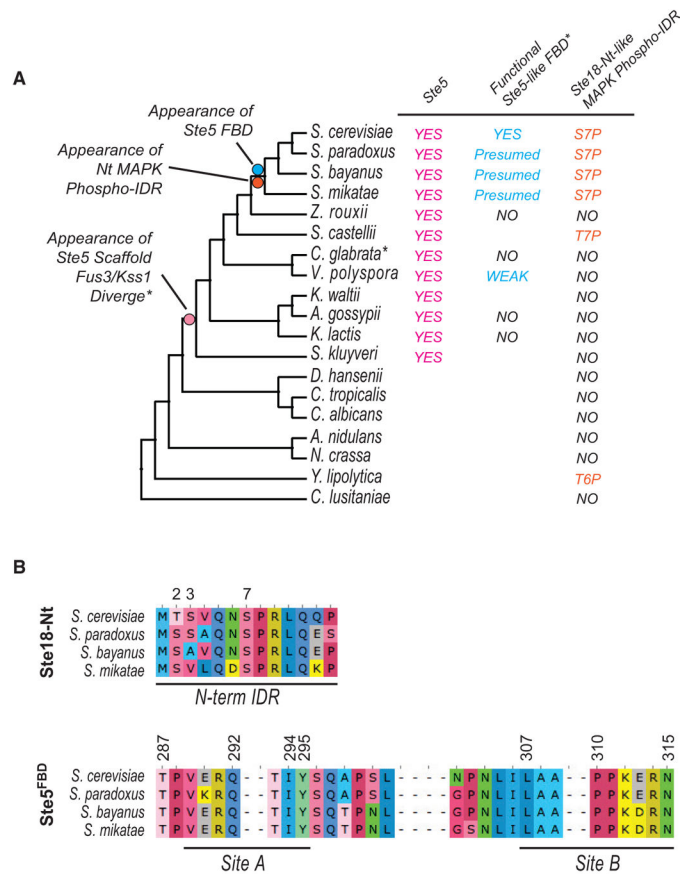 A
Ste5
Functional
Ste5-like FBD*
Ste18-Nt-like
MAPK Phospho-IDR
Appearance of
Ste5 FBD
Appearance of
Nt MAPK
Phospho-IDR
Appearance of
Ste5 Scaffold
Fus3/Kss1
Diverge*
S. cerevisiae YES YES S7P
S. paradoxus YES Presumed S7P
S. bayanus YES Presumed S7P
S. mikatae YES Presumed S7P
Z. rouxii YES NO NO
S. castellii YES T7P
C. glabrata* YES NO NO
V. polyspora YES WEAK NO
K. waltii YES NO
A. gossypii YES NO NO
K. lactis YES NO NO
S. kluyveri YES NO
D. hansenii NO
C. tropicalis NO
C. albicans NO
A. nidulans NO
N. crassa NO
Y. lipolytica T6P
C. lusitaniae NO
B
Ste18-Nt
2 3 7
S. cerevisiae M T S V Q N S P R L Q Q P
S. paradoxus M S S A Q N S P R L Q E S
S. bayanus M S A V Q N S P R L Q Q P
S. mikatae M S V L Q D S P R L Q K P
N-term IDR
Ste5FBD
287 292 294 295 307 310 315
S. cerevisiae T P V E R Q - - T I Y S Q A P S L - - - - N P N L I L A A - - P P K E R N
S. paradoxus T P V K R Q - - T I Y S Q A P S L - - - - G P N L I L A A - - P P K E R N
S. bayanus T P V E R Q - - T I Y S Q T P N L - - - - G P N L I L A A - - P P K D R N
S. mikatae T P V E R Q - - T I Y S Q T P N L - - - - G S N L I L A A - - P P K D R N
Site A Site B